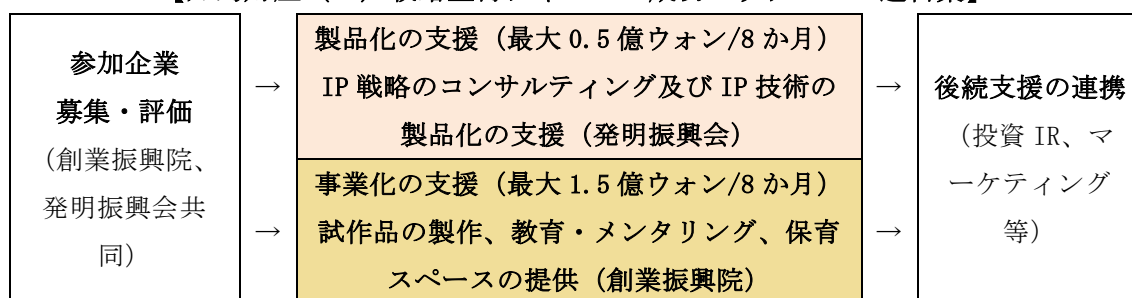 参加企業
募集・評価
（創業振興院、
発明振興会共
同）
→
→
製品化の支援（最大 0.5 億ウォン/8 か月）
IP 戦略のコンサルティング及び IP 技術の
製品化の支援（発明振興会）
事業化の支援（最大 1.5 億ウォン/8 か月）
試作品の製作、教育・メンタリング、保育
スペースの提供（創業振興院）
→
→
後続支援の連携
（投資 IR、マ
ーケティング
等）